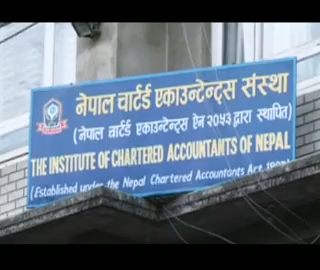 नेपाल चार्टर्ड एकाउन्टेन्ट्स संस्था
(नेपाल चार्टर्ड एकाउन्टेन्ट्स ऐन २०५३ द्वारा स्थापित)
THE INSTITUTE OF CHARTERED ACCOUNTANTS OF NEPAL
(Established under the Nepal Chartered Accountants Act,